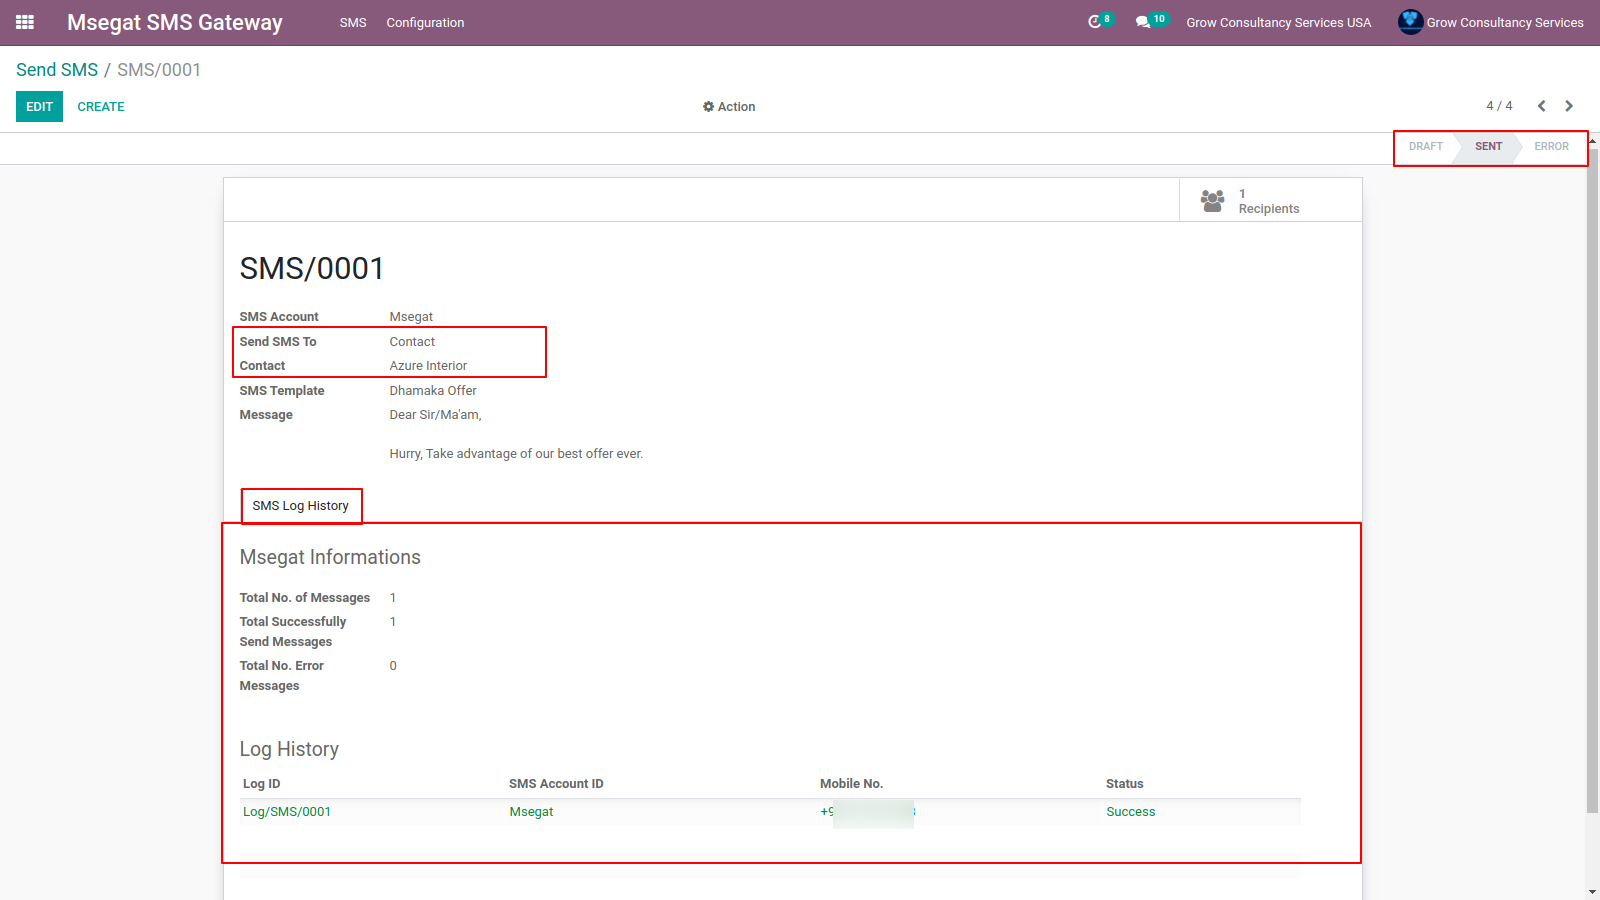 Msegat SMS Gateway SMS Configuration 8 10 Grow Consultancy Services USA Grow Consultancy Services
Send SMS / SMS/0001
EDIT CREATE Action 4 / 4
DRAFT SENT ERROR
1
Recipients
SMS/0001
SMS Account Msegat
Send SMS To Contact
Contact Azure Interior
SMS Template Dhamaka Offer
Message Dear Sir/Ma'am,
Hurry, Take advantage of our best offer ever.
SMS Log History
Msegat Informations
Total No. of Messages 1
Total Successfully 1
Send Messages
Total No. Error 0
Messages
Log History
Log ID SMS Account ID Mobile No. Status
Log/SMS/0001 Msegat +9 Success